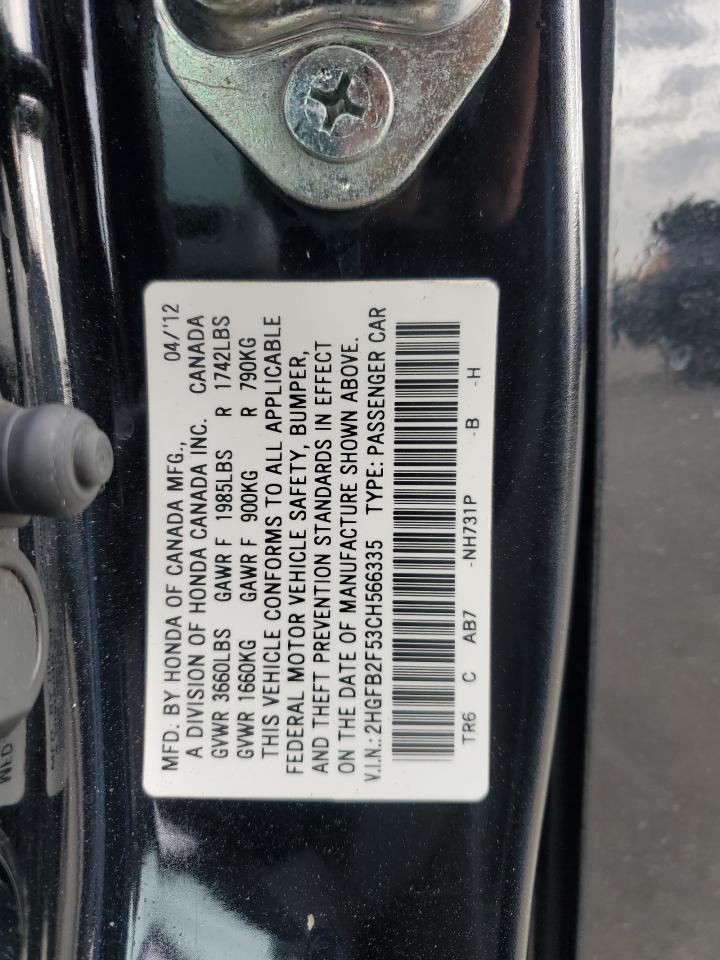 MFD. BY HONDA OF CANADA MFG., 04/'12
A DIVISION OF HONDA CANADA INC. CANADA
GVWR 3660LBS GAWR F 1985LBS R 1742LBS
GVWR 1660KG GAWR F 900KG R 790KG
THIS VEHICLE CONFORMS TO ALL APPLICABLE
FEDERAL MOTOR VEHICLE SAFETY, BUMPER,
AND THEFT PREVENTION STANDARDS IN EFFECT
ON THE DATE OF MANUFACTURE SHOWN ABOVE.
V.I.N.: 2HGFB2F53CH566335 TYPE: PASSENGER CAR
TR6 C AB7 -NH731P -B -H